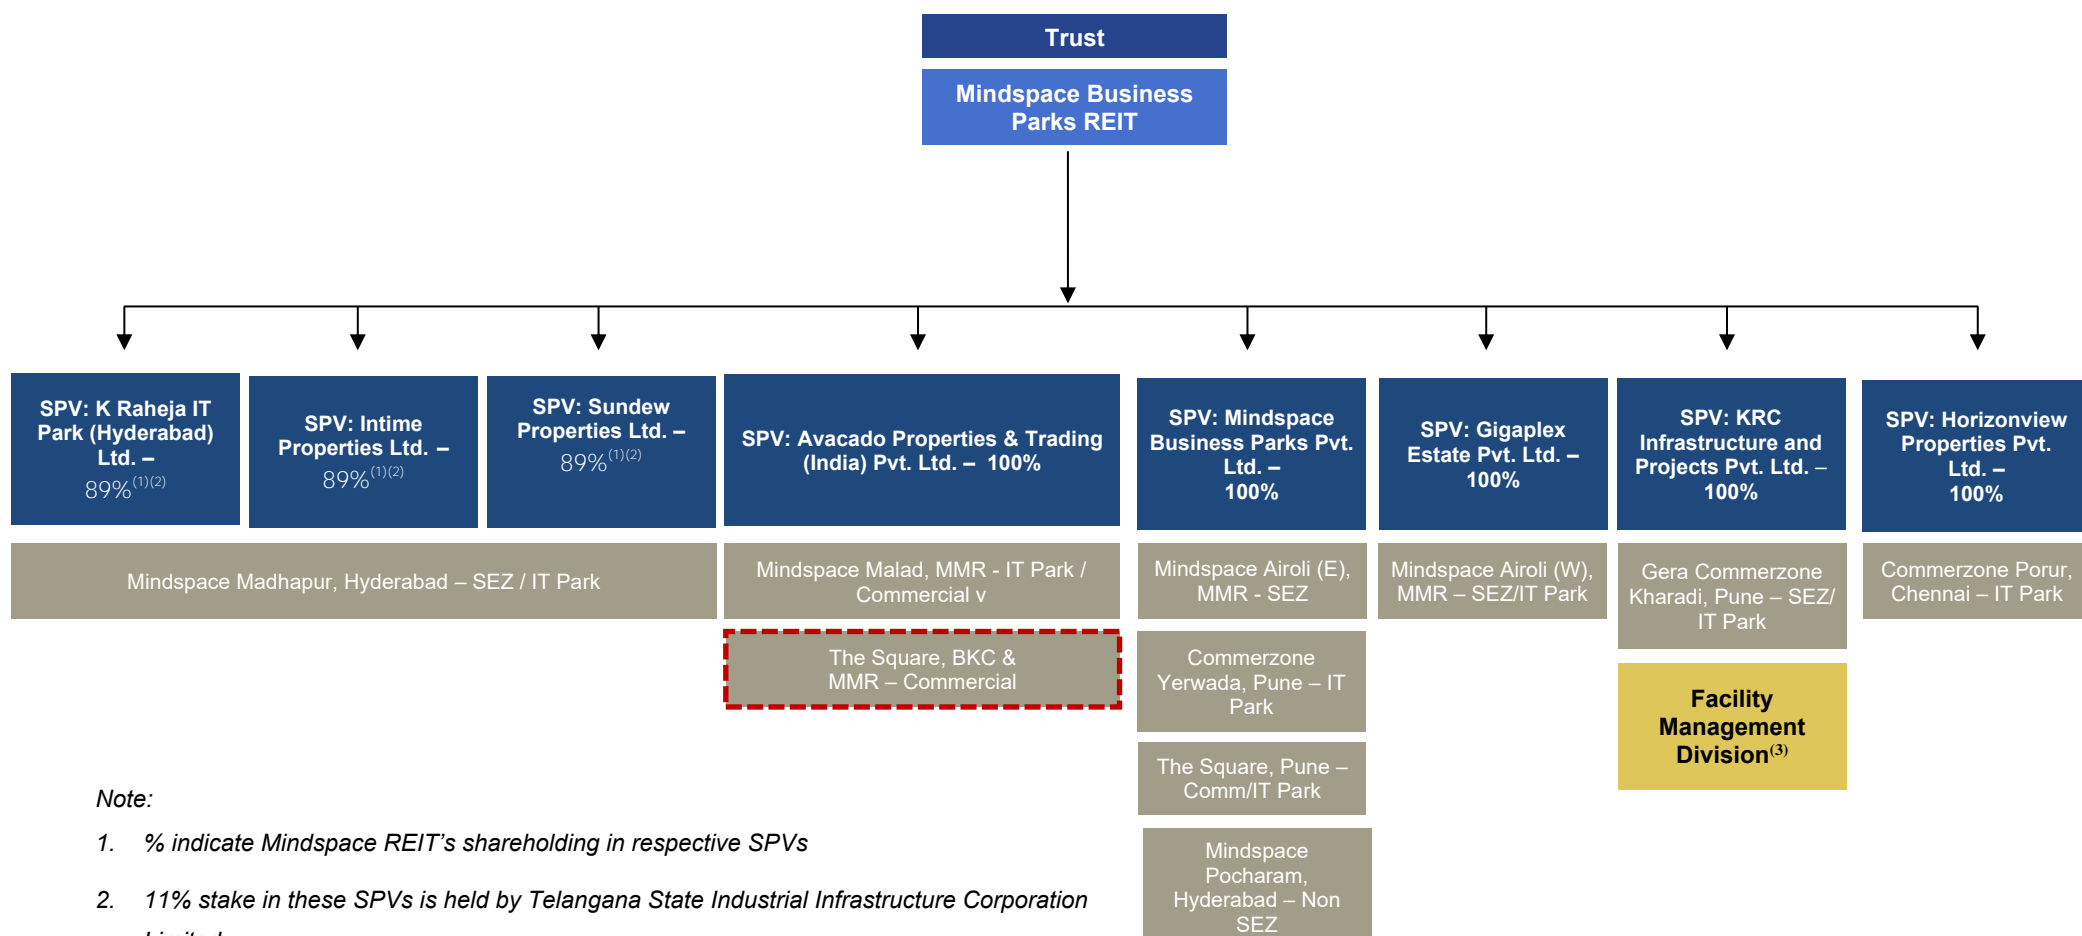 Trust
Mindspace Business
Parks REIT
SPV: K Raheja IT
Park (Hyderabad)
Ltd. –
89%(1)(2)
SPV: Intime
Properties Ltd. –
89%(1)(2)
SPV: Sundew
Properties Ltd. –
89%(1)(2)
SPV: Avacado Properties & Trading
(India) Pvt. Ltd. – 100%
SPV: Mindspace
Business Parks Pvt.
Ltd. –
100%
SPV: Gigaplex
Estate Pvt. Ltd. –
100%
SPV: KRC
Infrastructure and
Projects Pvt. Ltd. –
100%
SPV: Horizonview
Properties Pvt.
Ltd. –
100%
Mindspace Madhapur, Hyderabad – SEZ / IT Park
Mindspace Malad, MMR - IT Park /
Commercial v
Mindspace Airoli (E),
MMR - SEZ
Mindspace Airoli (W),
MMR – SEZ/IT Park
Gera Commerzone
Kharadi, Pune – SEZ/
IT Park
Commerzone Porur,
Chennai – IT Park
The Square, BKC &
MMR – Commercial
Commerzone
Yerwada, Pune – IT
Park
Facility
Management
Division(3)
The Square, Pune –
Comm/IT Park
Mindspace
Pocharam,
Hyderabad – Non
SEZ
Note:
1. % indicate Mindspace REIT's shareholding in respective SPVs
2. 11% stake in these SPVs is held by Telangana State Industrial Infrastructure Corporation